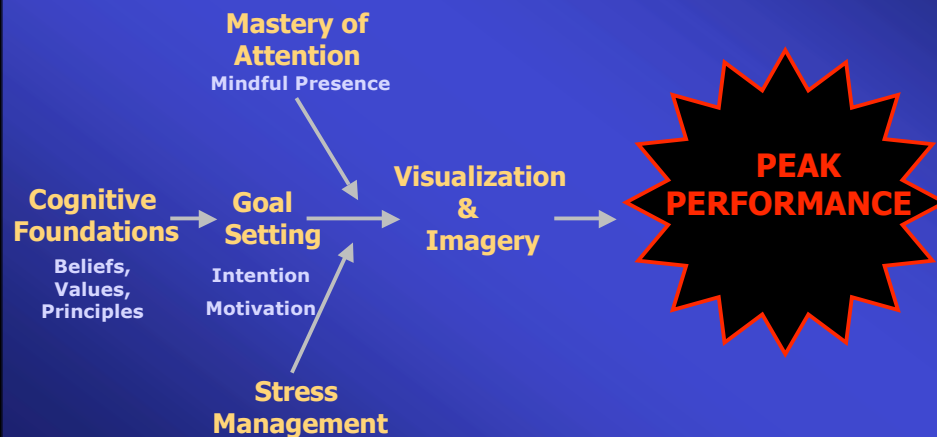 Mastery of
Attention
Mindful Presence
Cognitive
Foundations
Beliefs,
Values,
Principles
Goal
Setting
Intention
Motivation
Stress
Management
Visualization
&
Imagery
PEAK
PERFORMANCE